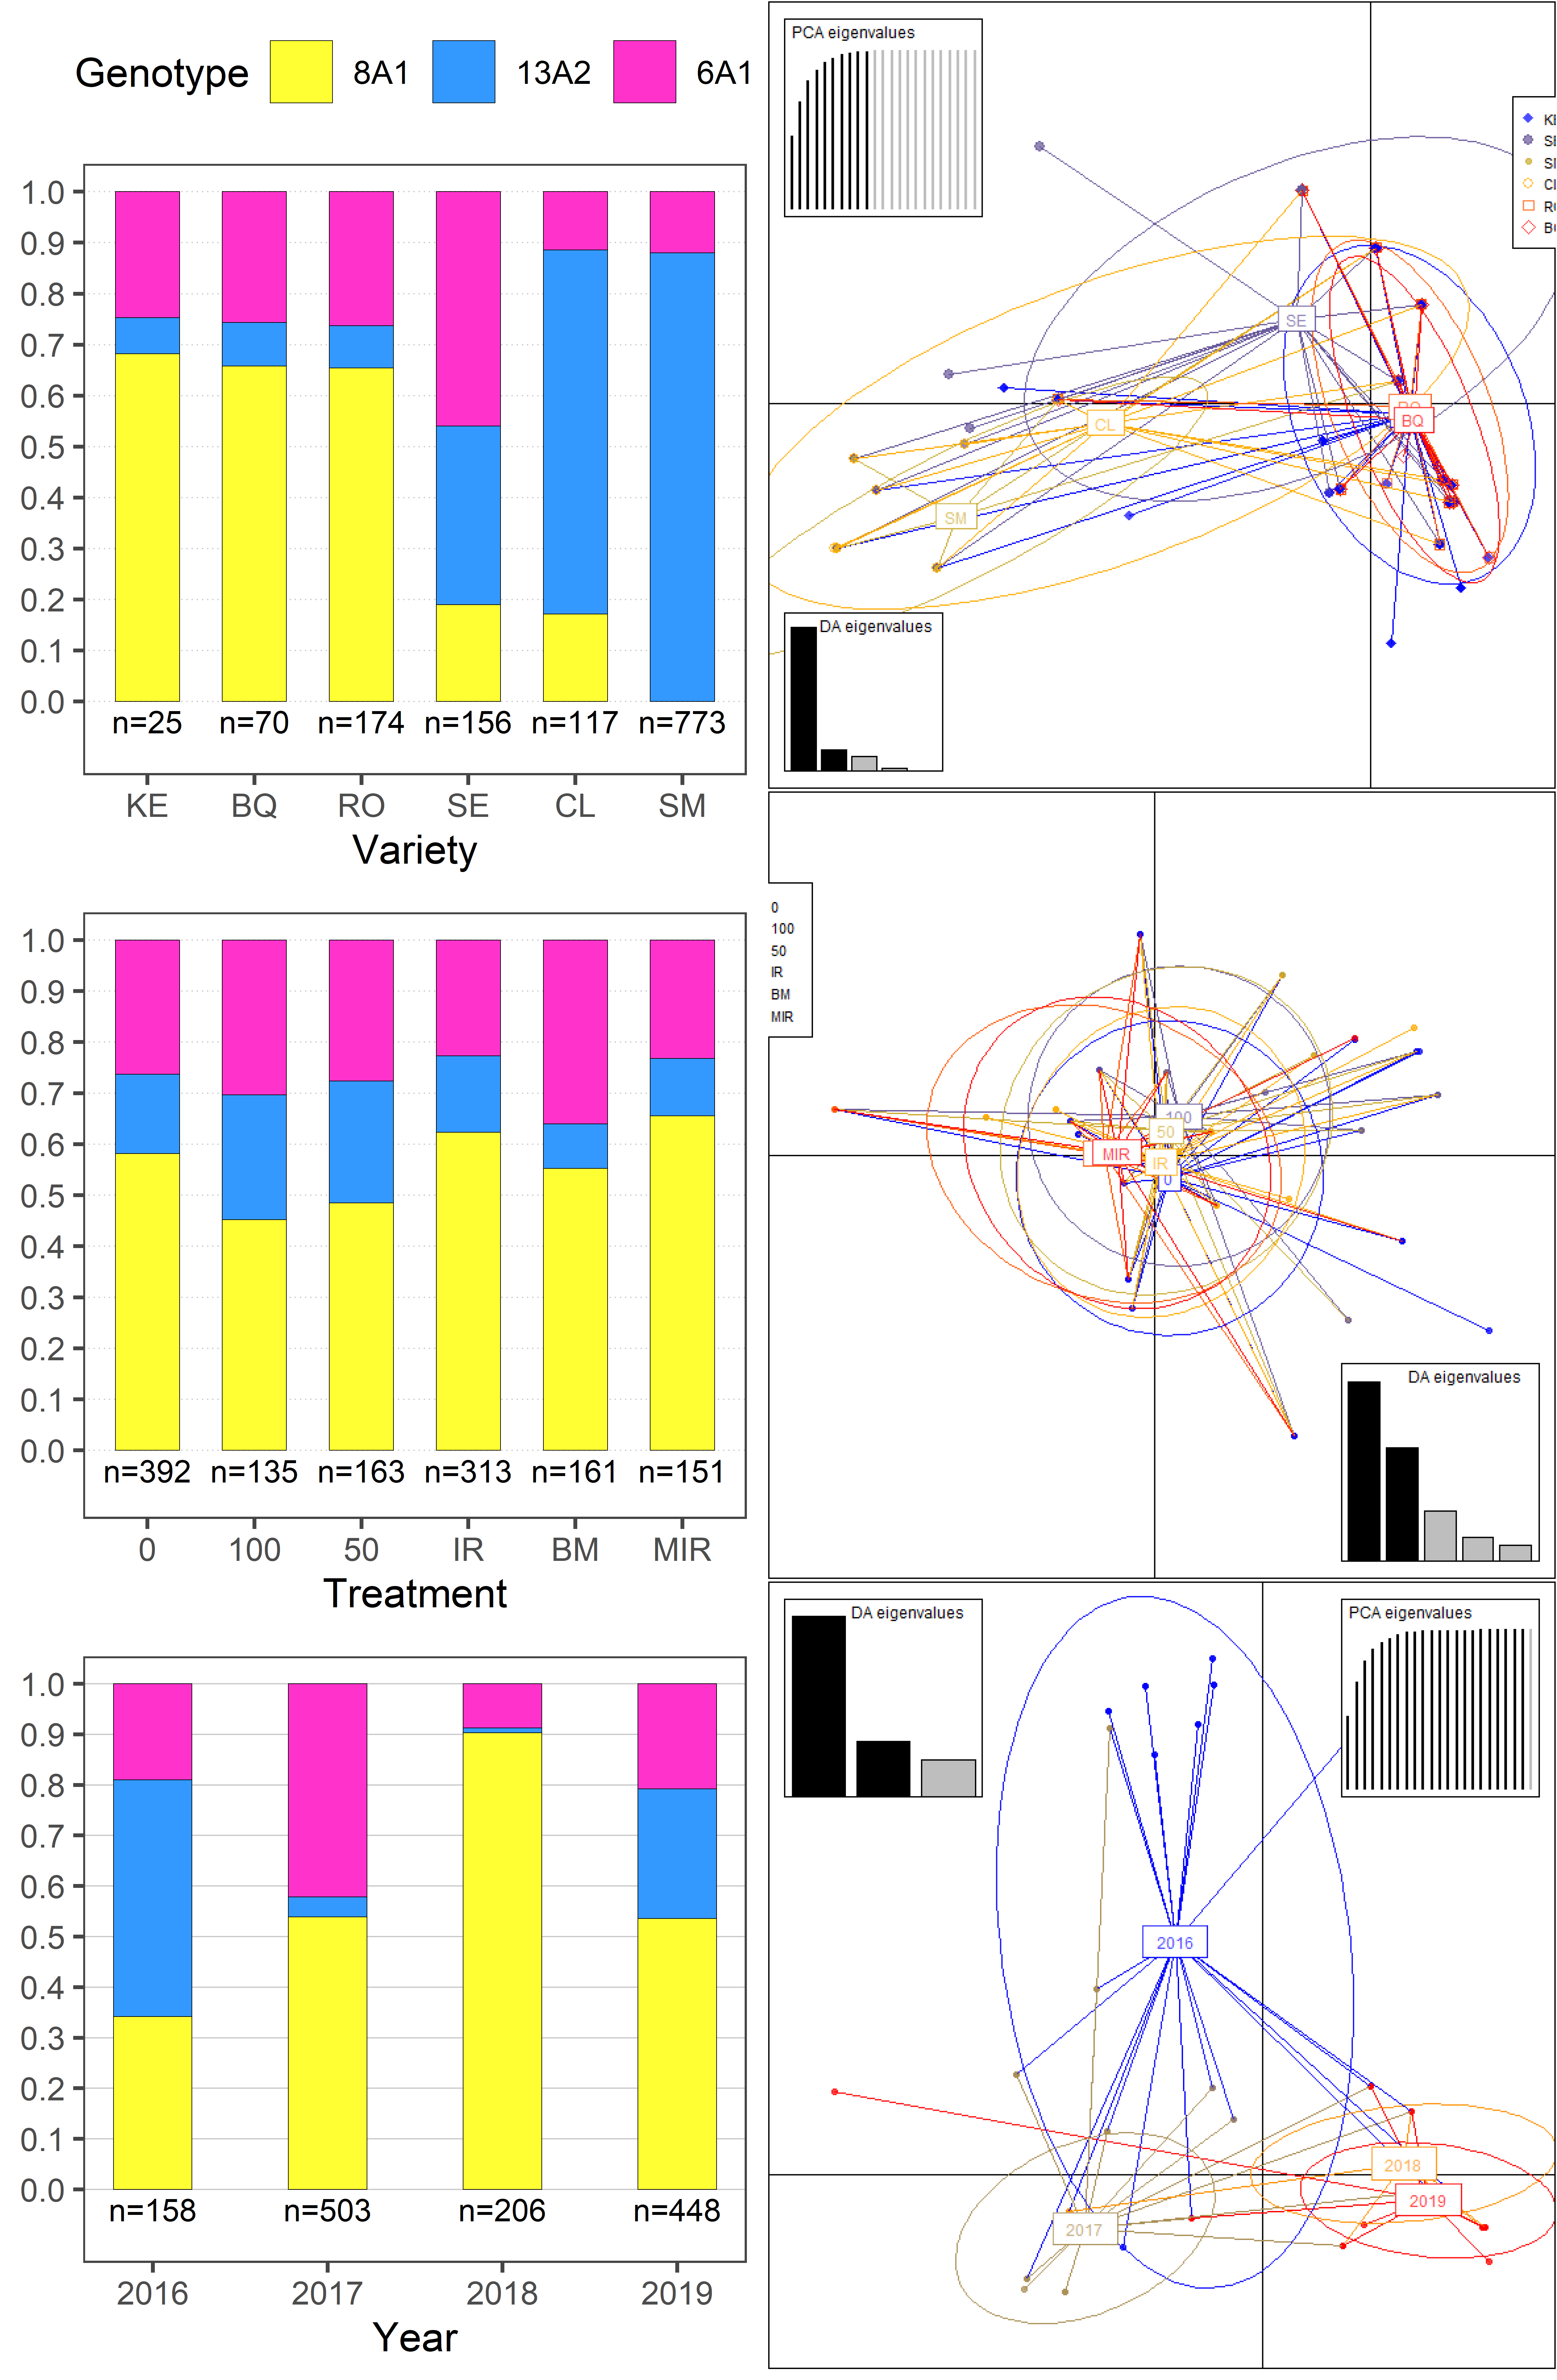 Genotype 8A1 13A2 6A1
1.0
0.9
0.8
0.7
0.6
0.5
0.4
0.3
0.2
0.1
0.0
n=25 n=70 n=174 n=156 n=117 n=773
KE BQ RO SE CL SM
Variety
PCA eigenvalues
SE
CL
BQ
SM
DA eigenvalues
1.0
0.9
0.8
0.7
0.6
0.5
0.4
0.3
0.2
0.1
0.0
n=392 n=135 n=163 n=313 n=161 n=151
0 100 50 IR BM MIR
Treatment
0
100
50
IR
BM
MIR
100
50
MIR
IR
0
DA eigenvalues
1.0
0.9
0.8
0.7
0.6
0.5
0.4
0.3
0.2
0.1
0.0
n=158 n=503 n=206 n=448
2016 2017 2018 2019
Year
DA eigenvalues
PCA eigenvalues
2016
2018
2019
2017